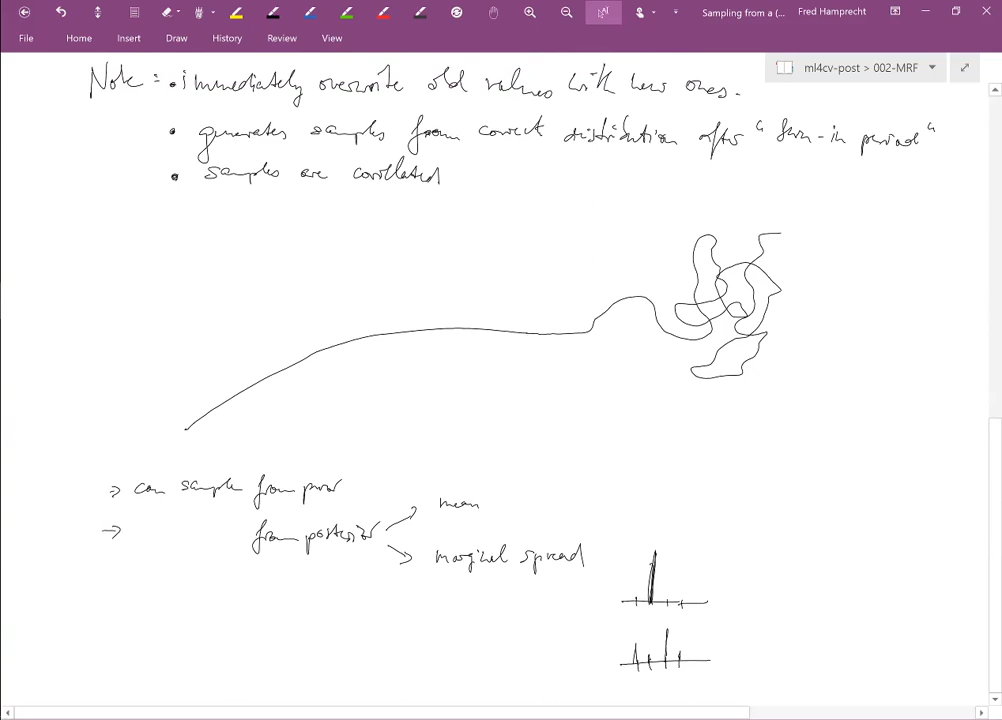 Sampling from a (... Fred Hamprecht
File Home Insert Draw History Review View
ml4cv-post > 002-MRF
Note: • immediately overwrite old values with new ones.
• generates samples from correct distribution after "burn-in period"
• samples are correlated
→ can sample from prior
→ from posterior
mean
marginal spread